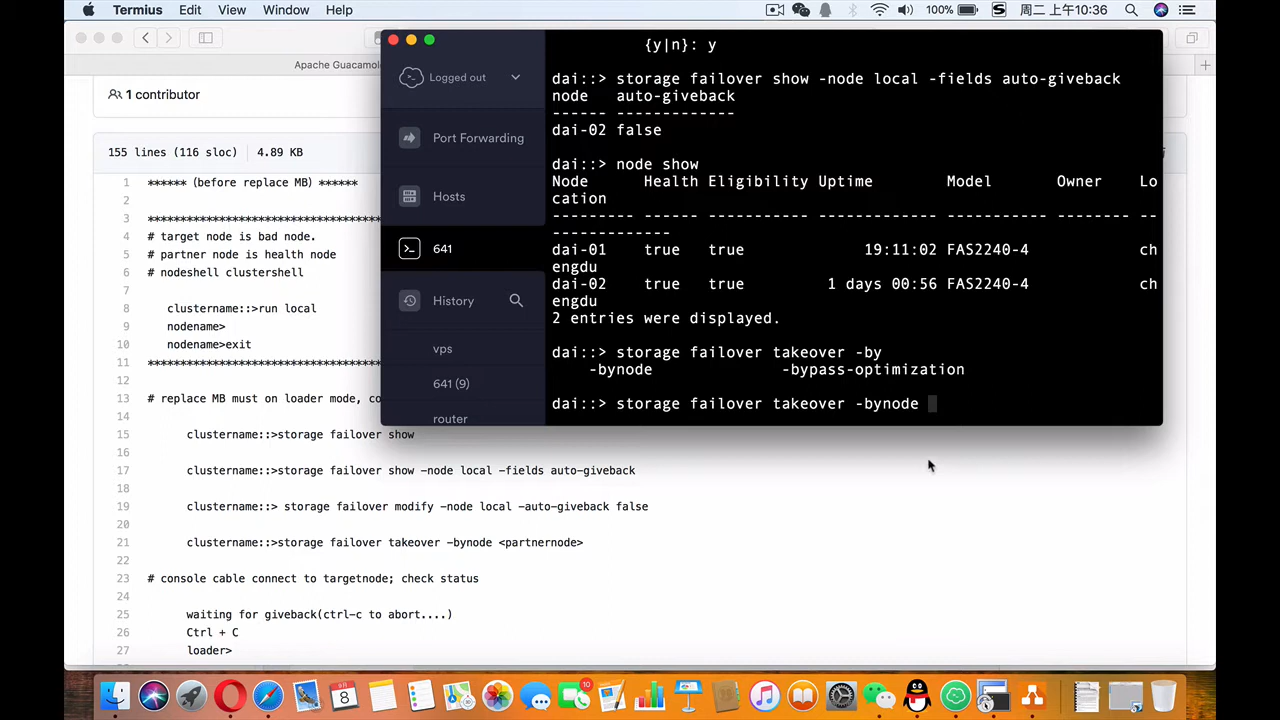 Termius Edit View Window Help
100% 周二 上午10:36
Apache Guacamole
1 contributor
155 lines (116 sloc) 4.89 KB
1 ****** (before replace MB) ******
2
3 ****************************************
4 # target node is bad node.
5 # partner node is health node
6 # nodeshell clustershell
7
8 clustername::>run local
9 nodename>
10 nodename>exit
11 ****************************************
12
13 # replace MB must on loader mode, co
14
15 clustername::>storage failover show
16
17 clustername::>storage failover show -node local -fields auto-giveback
18
19 clustername::> storage failover modify -node local -auto-giveback false
20
21 clustername::>storage failover takeover -bynode <partnernode>
22
23 # console cable connect to targetnode; check status
24
25 waiting for giveback(ctrl-c to abort....)
26 Ctrl + C
27 loader>
Logged out
Port Forwarding
Hosts
641
History
vps
641 (9)
router
{y|n}: y
dai::> storage failover show -node local -fields auto-giveback
node auto-giveback
------ -------------
dai-02 false
dai::> node show
Node Health Eligibility Uptime Model Owner Lo
cation
--------- ------ ----------- ------------- ----------- -------- --
-------------
dai-01 true true 19:11:02 FAS2240-4 ch
engdu
dai-02 true true 1 days 00:56 FAS2240-4 ch
engdu
2 entries were displayed.
dai::> storage failover takeover -by
-bynode -bypass-optimization
dai::> storage failover takeover -bynode
8
10